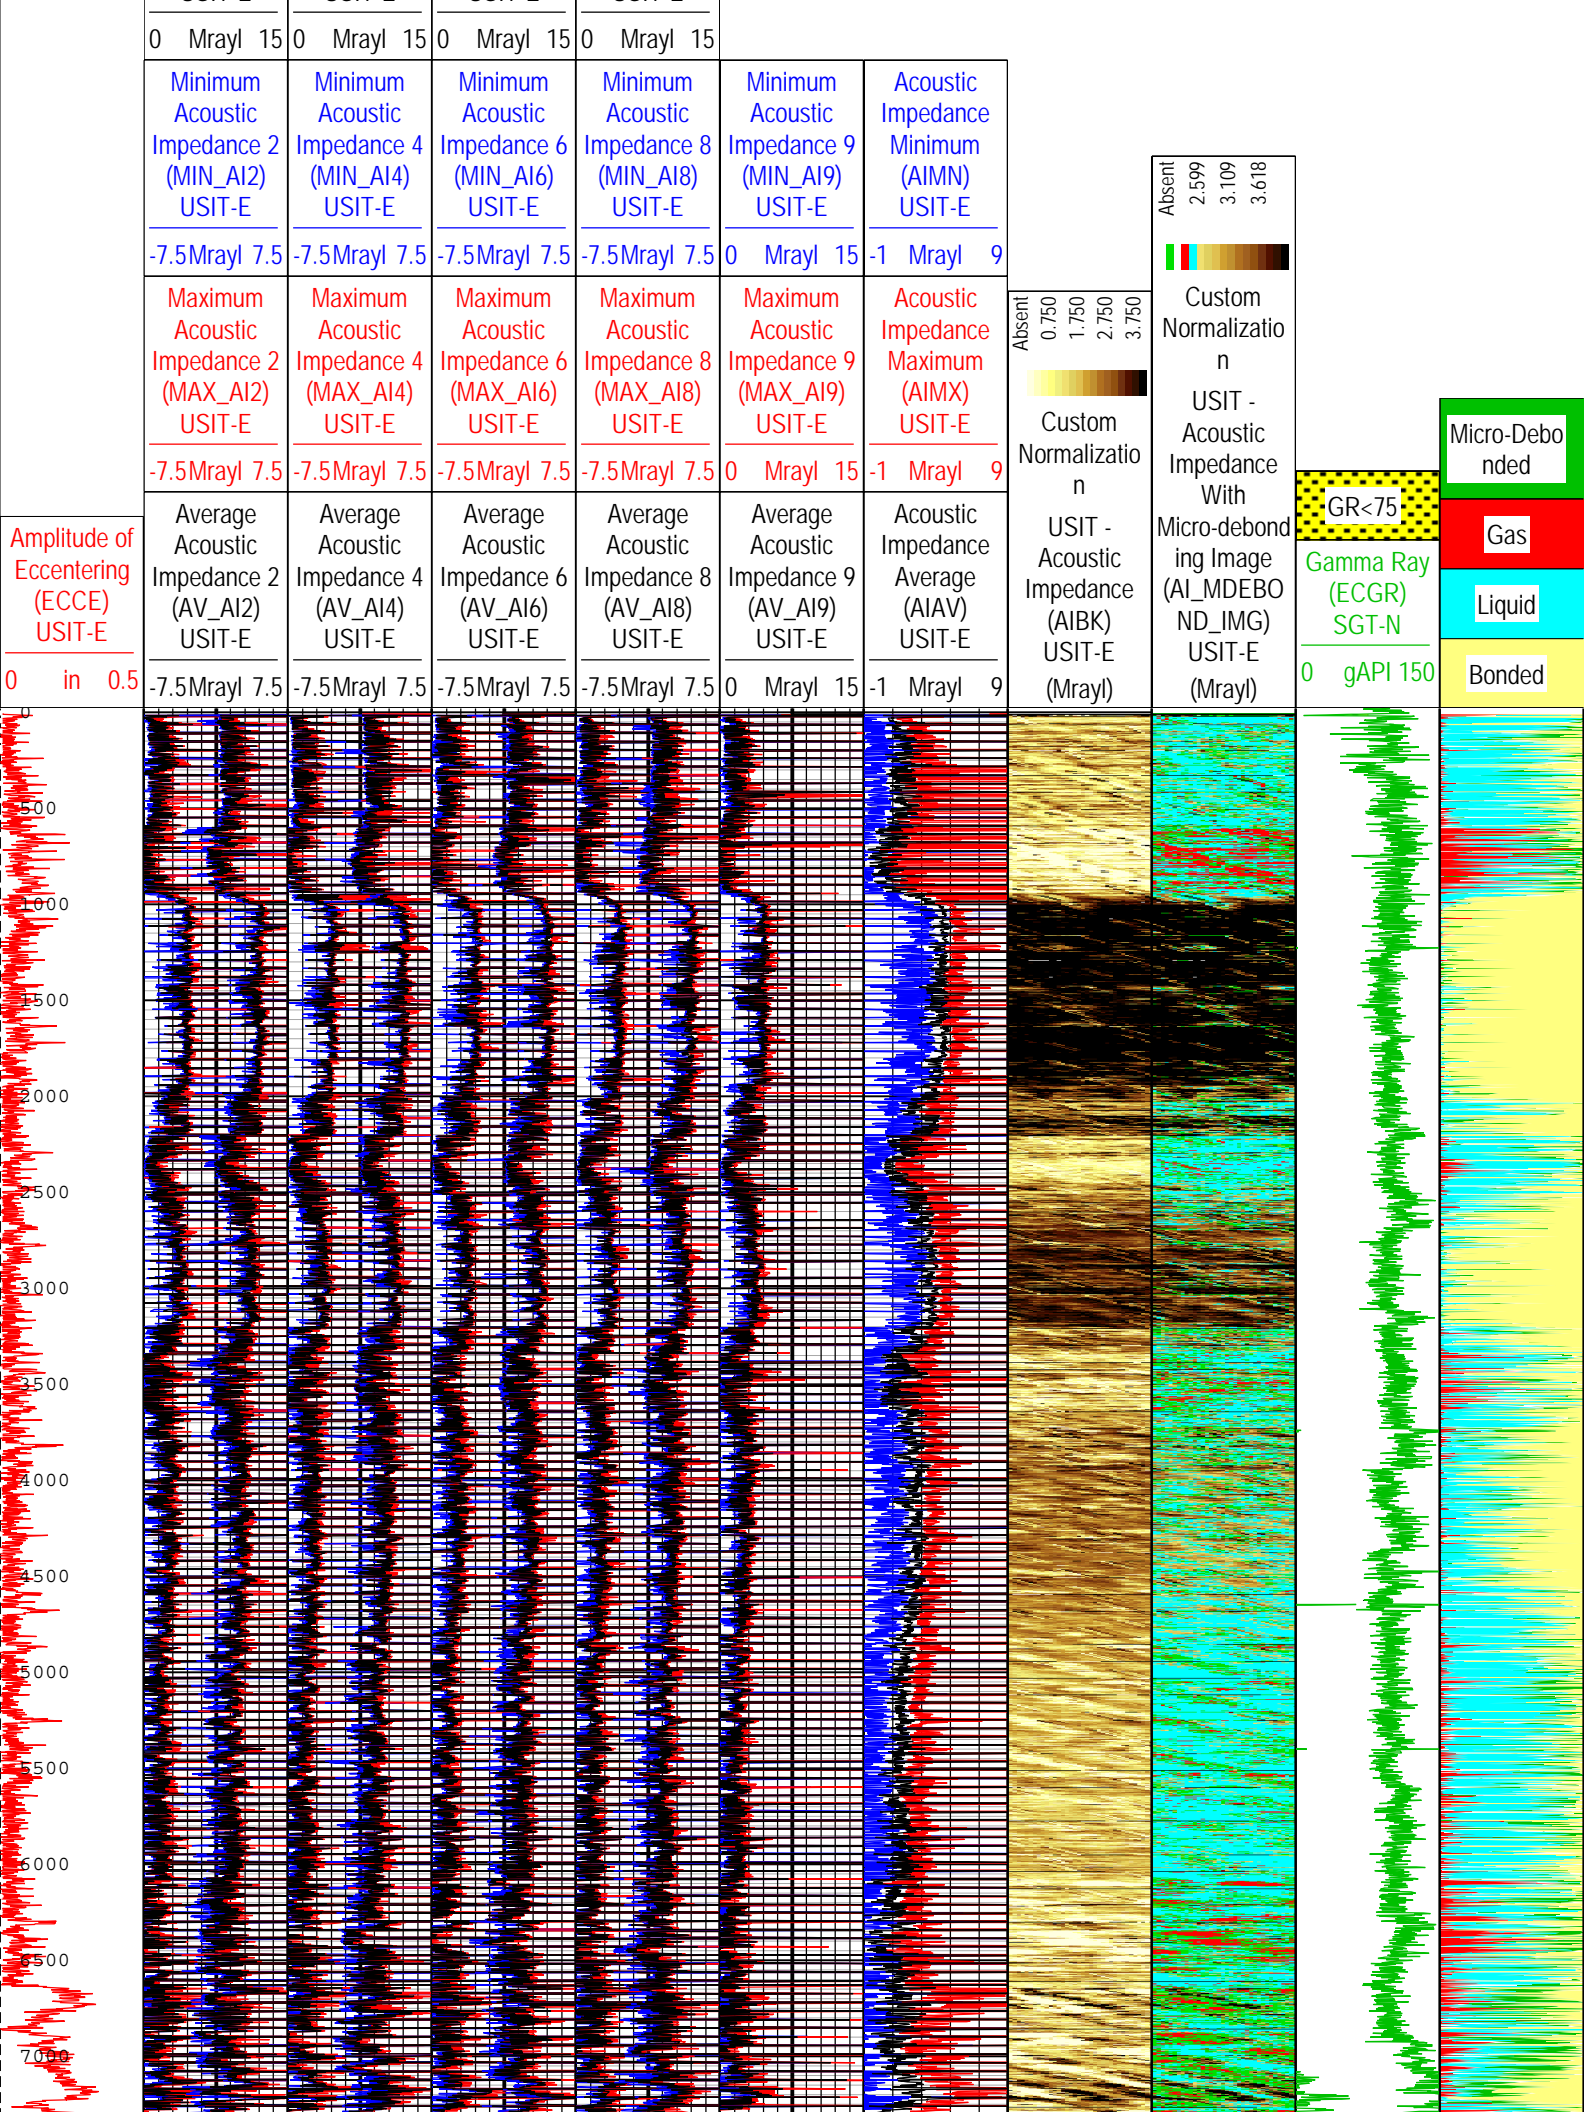 USIT-E USIT-E USIT-E USIT-E
0 Mrayl 15 0 Mrayl 15 0 Mrayl 15 0 Mrayl 15
Minimum
Acoustic
Impedance 2
(MIN_AI2)
USIT-E
-7.5 Mrayl 7.5
Maximum
Acoustic
Impedance 2
(MAX_AI2)
USIT-E
-7.5 Mrayl 7.5
Average
Acoustic
Impedance 2
(AV_AI2)
USIT-E
-7.5 Mrayl 7.5
Minimum
Acoustic
Impedance 4
(MIN_AI4)
USIT-E
-7.5 Mrayl 7.5
Maximum
Acoustic
Impedance 4
(MAX_AI4)
USIT-E
-7.5 Mrayl 7.5
Average
Acoustic
Impedance 4
(AV_AI4)
USIT-E
-7.5 Mrayl 7.5
Minimum
Acoustic
Impedance 6
(MIN_AI6)
USIT-E
-7.5 Mrayl 7.5
Maximum
Acoustic
Impedance 6
(MAX_AI6)
USIT-E
-7.5 Mrayl 7.5
Average
Acoustic
Impedance 6
(AV_AI6)
USIT-E
-7.5 Mrayl 7.5
Minimum
Acoustic
Impedance 8
(MIN_AI8)
USIT-E
-7.5 Mrayl 7.5
Maximum
Acoustic
Impedance 8
(MAX_AI8)
USIT-E
-7.5 Mrayl 7.5
Average
Acoustic
Impedance 8
(AV_AI8)
USIT-E
-7.5 Mrayl 7.5
Minimum
Acoustic
Impedance 9
(MIN_AI9)
USIT-E
0 Mrayl 15
Maximum
Acoustic
Impedance 9
(MAX_AI9)
USIT-E
0 Mrayl 15
Average
Acoustic
Impedance 9
(AV_AI9)
USIT-E
0 Mrayl 15
Acoustic
Impedance
Minimum
(AIMN)
USIT-E
-1 Mrayl 9
Acoustic
Impedance
Maximum
(AIMX)
USIT-E
-1 Mrayl 9
Acoustic
Impedance
Average
(AIAV)
USIT-E
-1 Mrayl 9
Absent
0.750
1.750
2.750
3.750
Custom
Normalizatio
n
USIT -
Acoustic
Impedance
(AIBK)
USIT-E
(Mrayl)
Absent
2.599
3.109
3.618
Custom
Normalizatio
n
USIT -
Acoustic
Impedance
With
Micro-debond
ing Image
(AI_MDEBO
ND_IMG)
USIT-E
(Mrayl)
GR<75
Gamma Ray
(ECGR)
SGT-N
0 gAPI 150
Micro-Debo
nded
Gas
Liquid
Bonded
Amplitude of
Eccentering
(ECCE)
USIT-E
0 in 0.5
0
500
1000
1500
2000
2500
3000
3500
4000
4500
5000
5500
6000
6500
7000